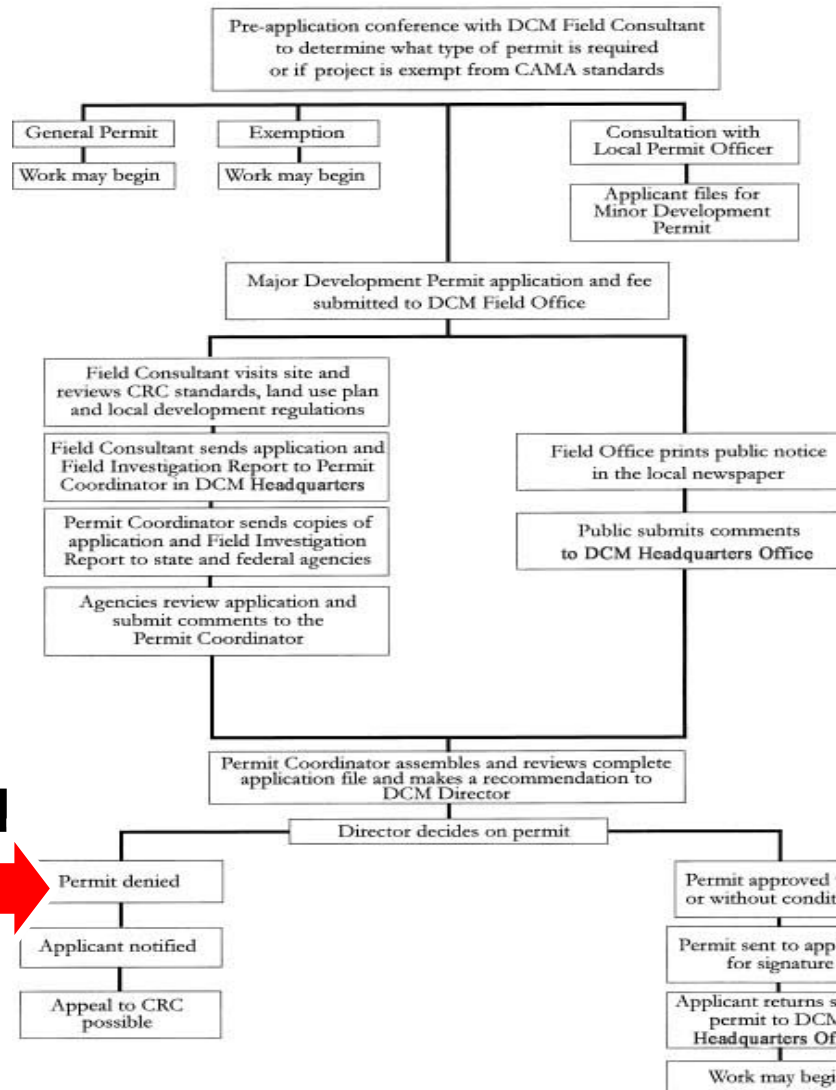 Pre-application conference with DCM Field Consultant
to determine what type of permit is required
or if project is exempt from CAMA standards
General Permit
Work may begin
Exemption
Work may begin
Consultation with
Local Permit Officer
Applicant files for
Minor Development
Permit
Major Development Permit application and fee
submitted to DCM Field Office
Field Consultant visits site and
reviews CRC standards, land use plan
and local development regulations
Field Consultant sends application and
Field Investigation Report to Permit
Coordinator in DCM Headquarters
Permit Coordinator sends copies of
application and Field Investigation
Report to state and federal agencies
Agencies review application and
submit comments to the
Permit Coordinator
Field Office prints public notice
in the local newspaper
Public submits comments
to DCM Headquarters Office
Permit Coordinator assembles and reviews complete
application file and makes a recommendation to
DCM Director
Director decides on permit
Permit denied
Applicant notified
Appeal to CRC
possible
Permit approved
or without
Permit sent to
for signature
Applicant returns
permit to
Headquarters
Work may